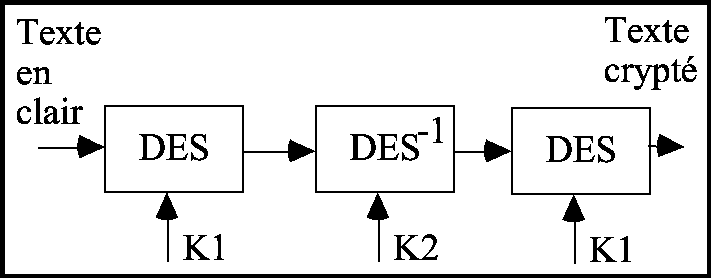 Texte
en
clair
Texte
crypté
DES
DES-1
DES
K1
K2
K1